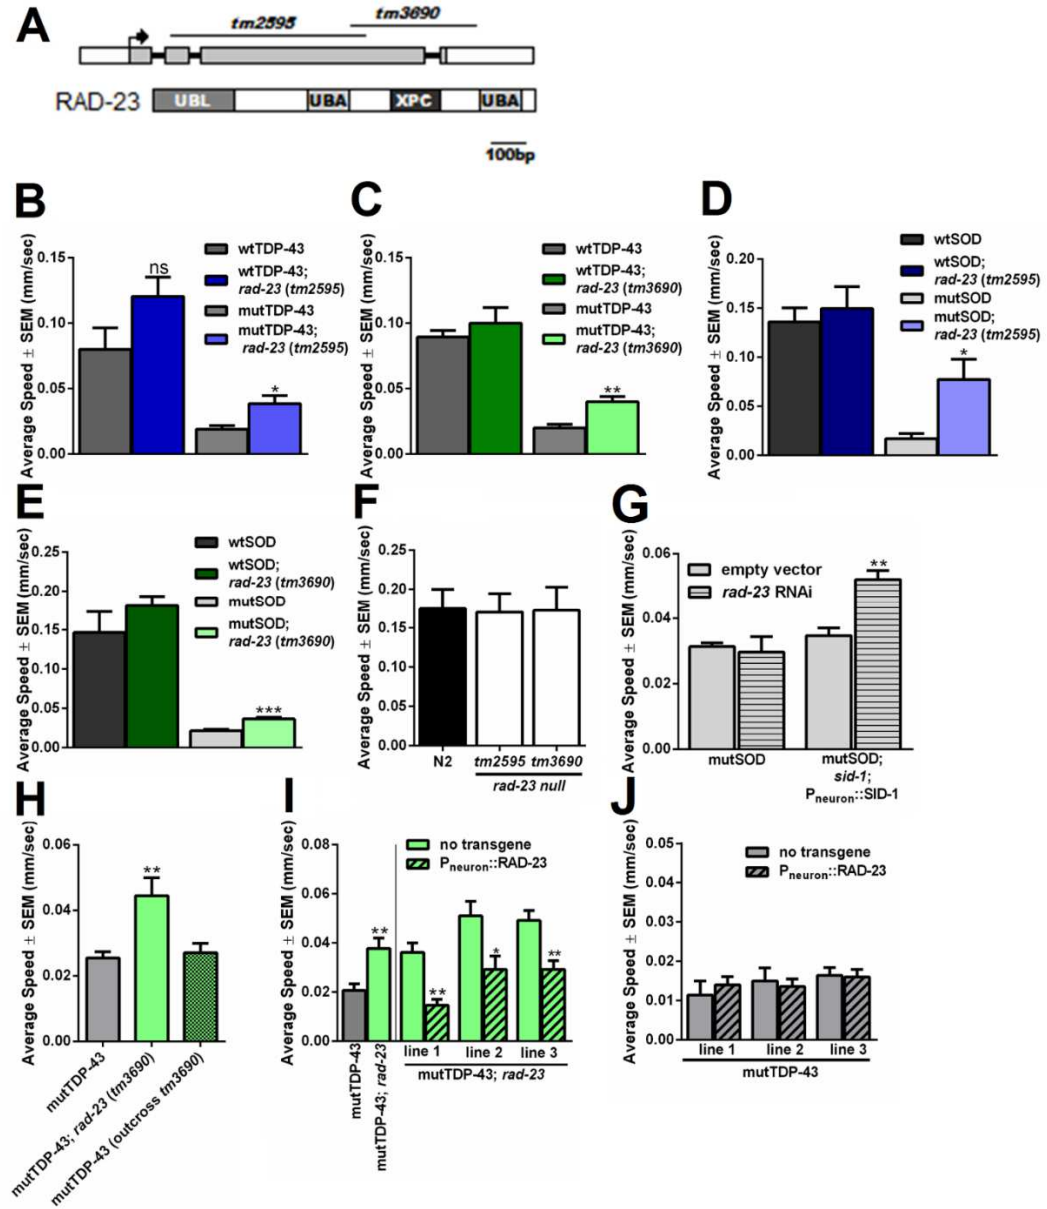 A
tm2595
tm3690
RAD-23
UBL
UBA
XPC
UBA
100bp
B
Average Speed ± SEM (mm/sec)
0.15
0.10
0.05
0.00
ns
*
wtTDP-43
wtTDP-43;
rad-23 (tm2595)
mutTDP-43
mutTDP-43;
rad-23 (tm2595)
C
Average Speed ± SEM (mm/sec)
0.15
0.10
0.05
0.00
**
wtTDP-43
wtTDP-43;
rad-23 (tm3690)
mutTDP-43
mutTDP-43;
rad-23 (tm3690)
D
Average Speed ± SEM (mm/sec)
0.20
0.15
0.10
0.05
0.00
*
wtSOD
wtSOD;
rad-23 (tm2595)
mutSOD
mutSOD;
rad-23 (tm2595)
E
Average Speed ± SEM (mm/sec)
0.25
0.20
0.15
0.10
0.05
0.00
***
wtSOD
wtSOD;
rad-23 (tm3690)
mutSOD
mutSOD;
rad-23 (tm3690)
F
Average Speed ± SEM (mm/sec)
0.25
0.20
0.15
0.10
0.05
0.00
N2
tm2595 tm3690
rad-23 null
G
Average Speed ± SEM (mm/sec)
0.06
0.04
0.02
0.00
empty vector
rad-23 RNAi
**
mutSOD
mutSOD;
sid-1;
Pneuron::SID-1
H
Average Speed ± SEM (mm/sec)
0.06
0.04
0.02
0.00
**
mutTDP-43
mutTDP-43; rad-23 (tm3690)
mutTDP-43 (outcross tm3690)
I
Average Speed ± SEM (mm/sec)
0.08
0.06
0.04
0.02
0.00
no transgene
Pneuron::RAD-23
**
**
*
**
mutTDP-43
mutTDP-43; rad-23
line 1 line 2 line 3
mutTDP-43; rad-23
J
Average Speed ± SEM (mm/sec)
0.05
0.04
0.03
0.02
0.01
0.00
no transgene
Pneuron::RAD-23
line 1 line 2 line 3
mutTDP-43